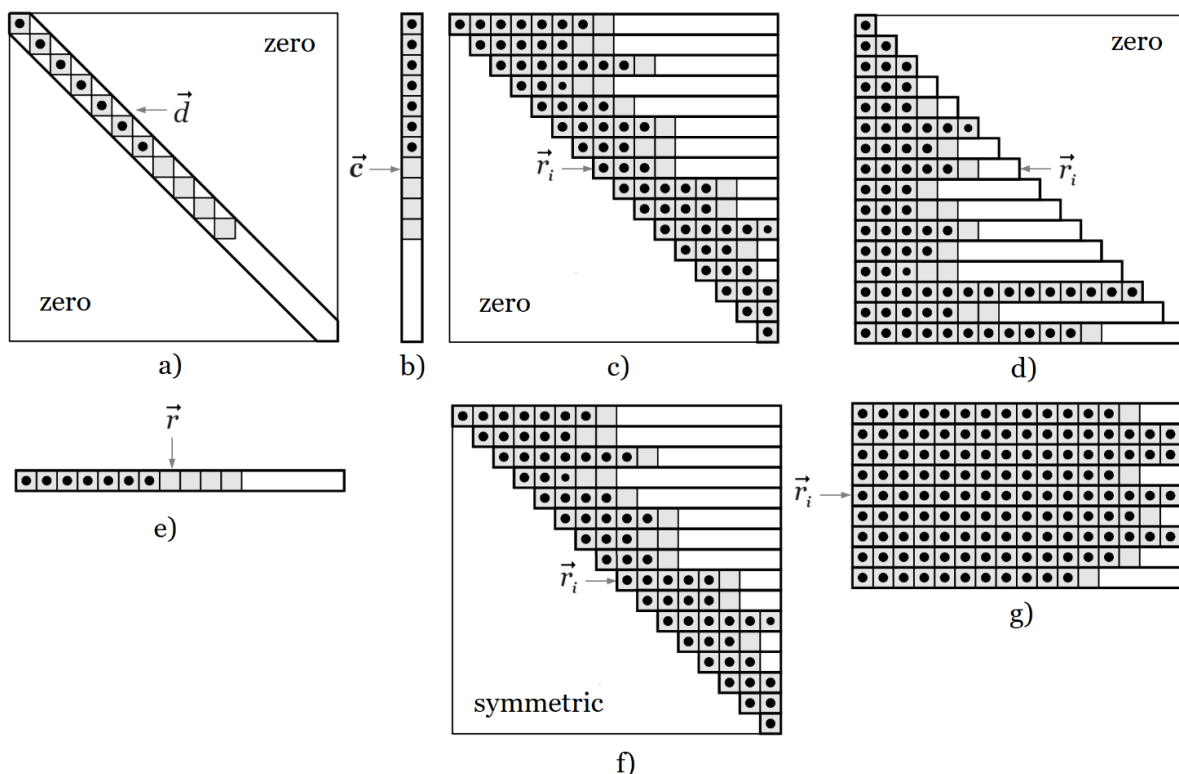 zero
zero
d⃗
a)
c⃗
b)
r⃗ᵢ
zero
c)
zero
r⃗ᵢ
d)
r⃗
e)
r⃗ᵢ
symmetric
f)
r⃗ᵢ
g)